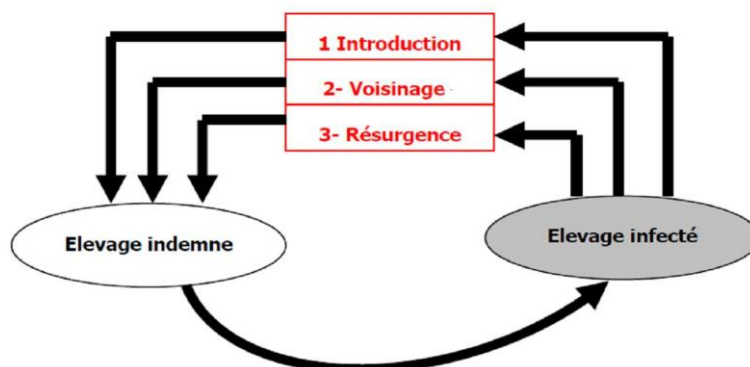 1 Introduction
2- Voisinage
3- Résurgence
Elevage indemne
Elevage infecté